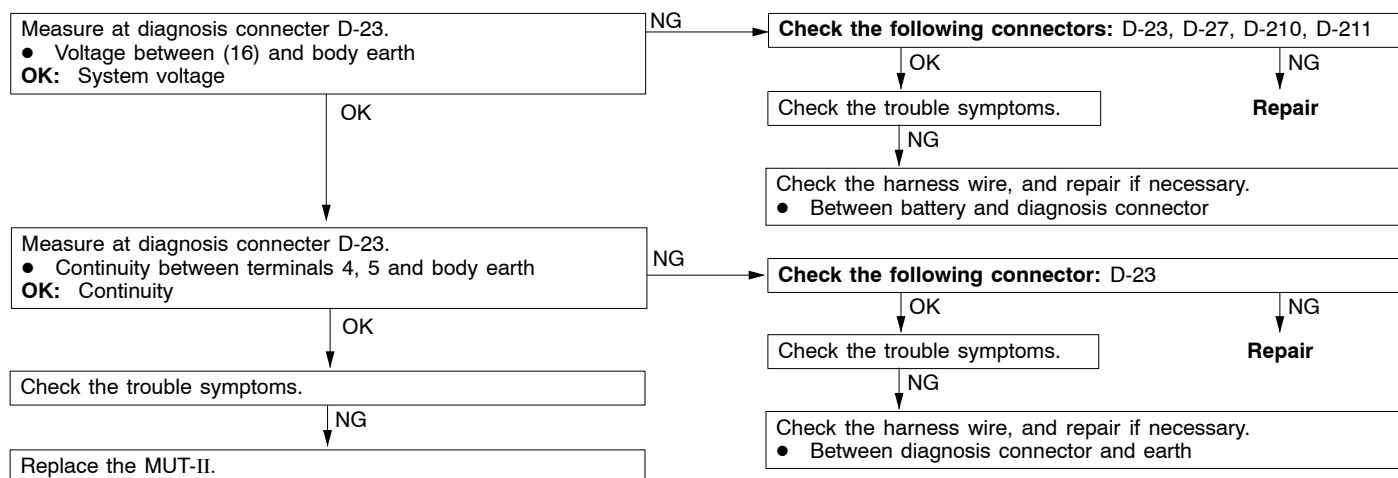 Measure at diagnosis connecter D-23.
● Voltage between (16) and body earth
OK: System voltage
NG
Check the following connectors: D-23, D-27, D-210, D-211
OK
NG
Check the trouble symptoms.
Repair
NG
Check the harness wire, and repair if necessary.
● Between battery and diagnosis connector
OK
Measure at diagnosis connecter D-23.
● Continuity between terminals 4, 5 and body earth
OK: Continuity
NG
Check the following connector: D-23
OK
NG
Check the trouble symptoms.
Repair
NG
Check the harness wire, and repair if necessary.
● Between diagnosis connector and earth
OK
Check the trouble symptoms.
NG
Replace the MUT-II.